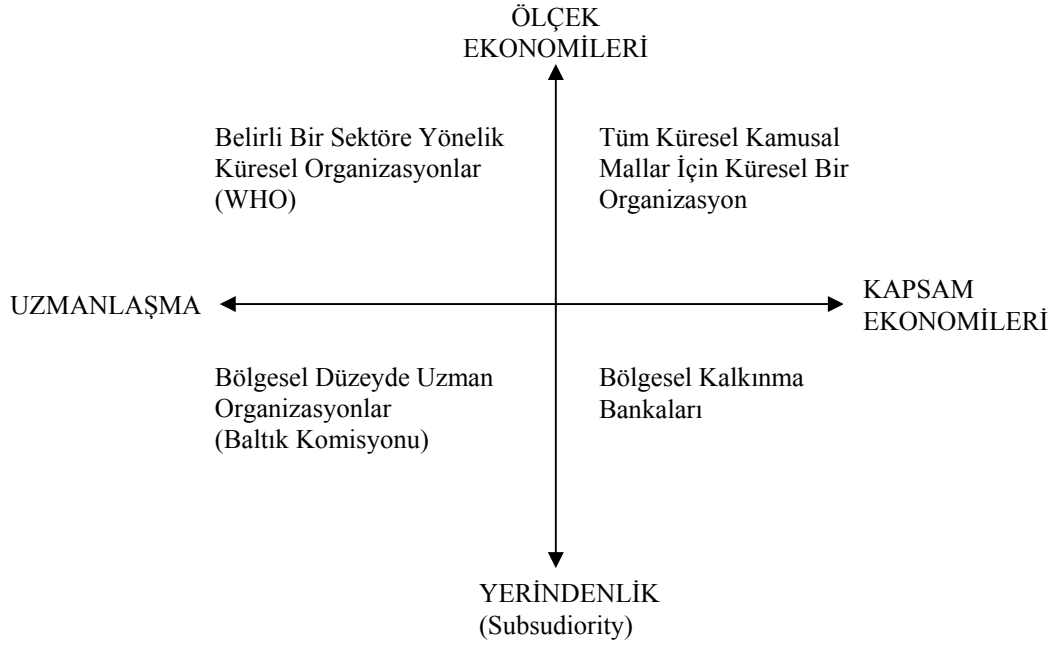 ÖLÇEK
EKONOMİLERİ
Belirli Bir Sektöre Yönelik
Küresel Organizasyonlar
(WHO)
Tüm Küresel Kamusal
Mallar İçin Küresel Bir
Organizasyon
UZMANLAŞMA
KAPSAM
EKONOMİLERİ
Bölgesel Düzeyde Uzman
Organizasyonlar
(Baltık Komisyonu)
Bölgesel Kalkınma
Bankaları
YERİNDENLİK
(Subsudiority)